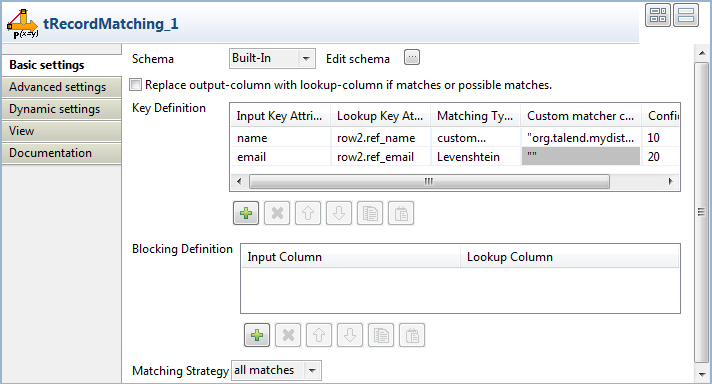 P(x=y)
tRecordMatching_1
Basic settings
Advanced settings
Dynamic settings
View
Documentation
Schema Built-In Edit schema ...
Replace output-column with lookup-column if matches or possible matches.
Key Definition
Input Key Attri... Lookup Key At... Matching Ty... Custom matcher c... Confi
name row2.ref_name custom... "org.talend.mydist... 10
email row2.ref_email Levenshtein "" 20
Blocking Definition
Input Column Lookup Column
Matching Strategy all matches